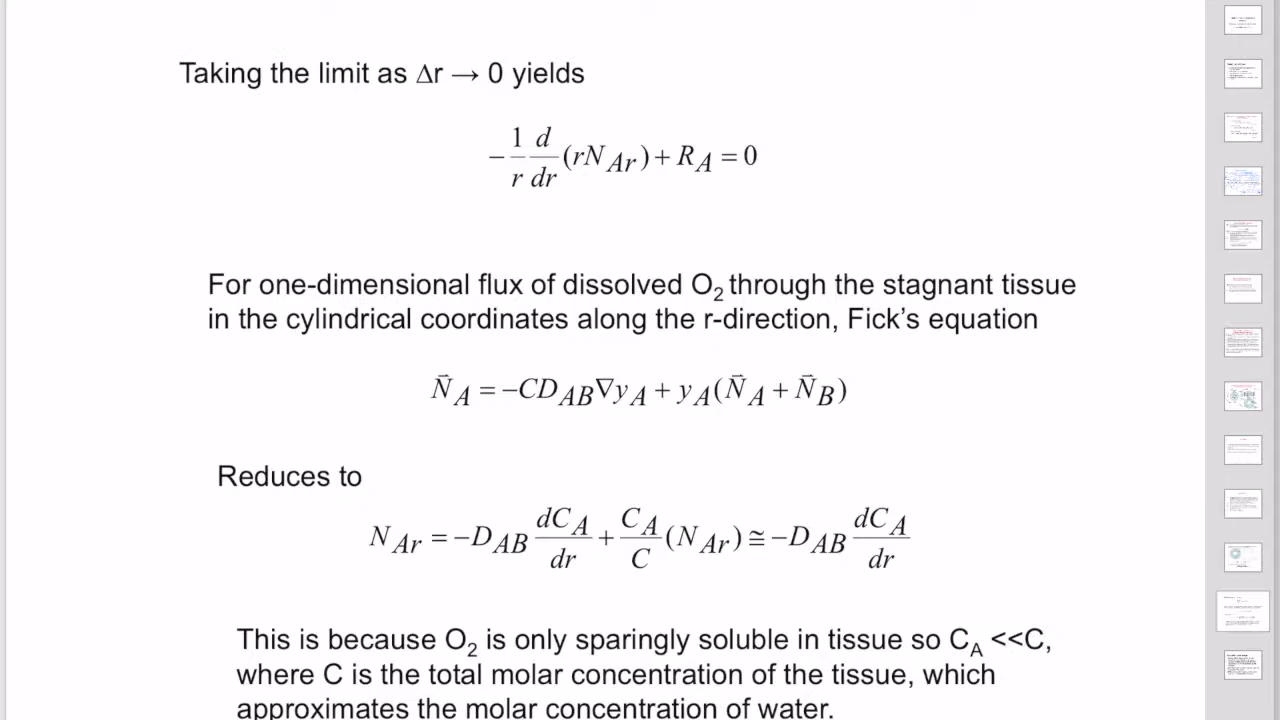 Taking the limit as Δr → 0 yields
− 1/r d/dr (rN_Ar) + R_A = 0
For one-dimensional flux of dissolved O₂ through the stagnant tissue
in the cylindrical coordinates along the r-direction, Fick's equation
N⃗_A = −CD_AB∇y_A + y_A(N⃗_A + N⃗_B)
Reduces to
N_Ar = −D_AB dC_A/dr + C_A/C (N_Ar) ≅ −D_AB dC_A/dr
This is because O₂ is only sparingly soluble in tissue so C_A <<C,
where C is the total molar concentration of the tissue, which
approximates the molar concentration of water.